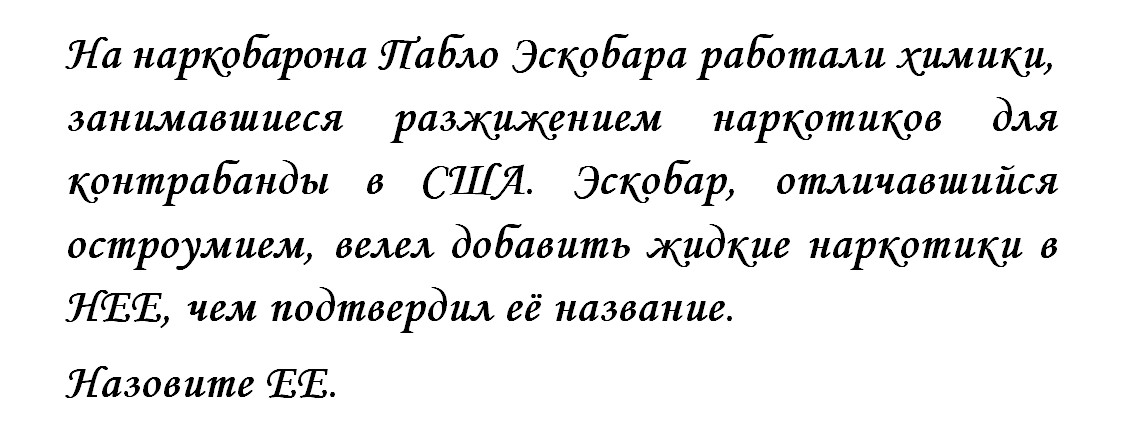 На наркобарона Пабло Эскобара работали химики,
занимавшиеся разжижением наркотиков для
контрабанды в США. Эскобар, отличавшийся
остроумием, велел добавить жидкие наркотики в
НЕЕ, чем подтвердил её название.
Назовите ЕЕ.